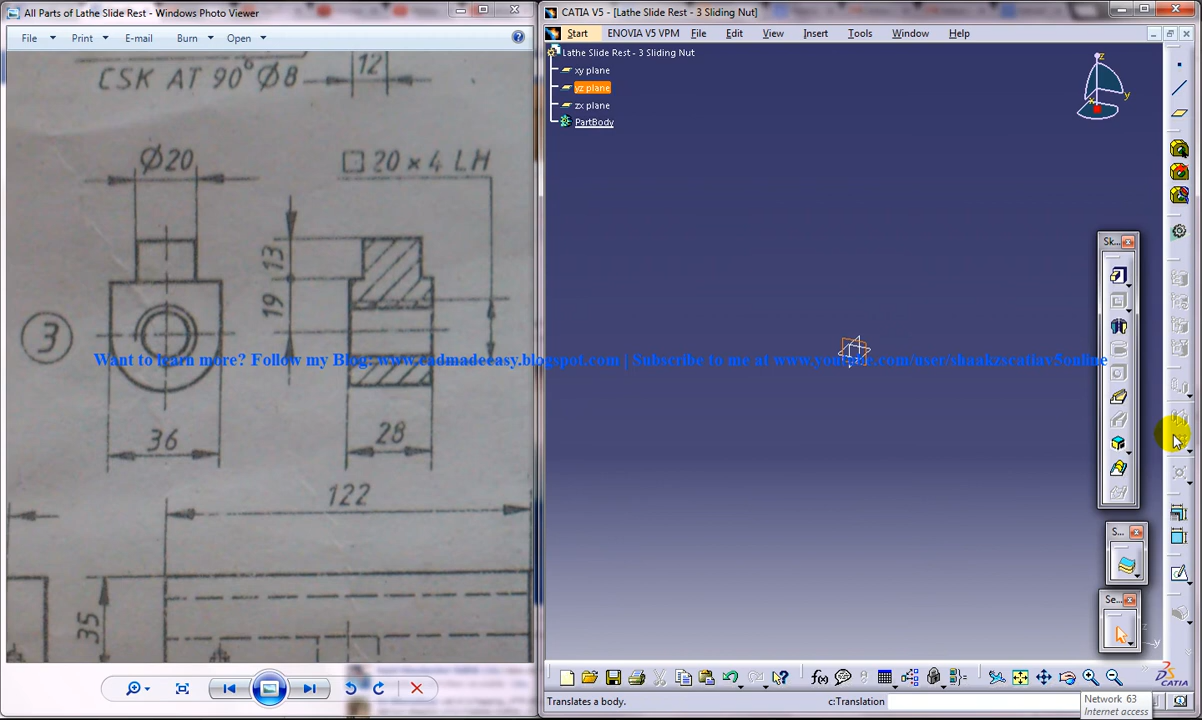 All Parts of Lathe Slide Rest - Windows Photo Viewer
File Print E-mail Burn Open
CSK AT 90° Ø8
12
Ø20
□ 20 × 4 LH
13
19
3
36
28
122
35
CATIA V5 - [Lathe Slide Rest - 3 Sliding Nut]
Start ENOVIA V5 VPM File Edit View Insert Tools Window Help
Lathe Slide Rest - 3 Sliding Nut
xy plane
yz plane
zx plane
PartBody
z
y
x
Sk...
S...
Se...
Want to learn more? Follow my Blog: www.cadmadeeasy.blogspot.com | Subscribe to me at www.youtube.com/user/shaakzscatiav5online
CATIA
Translates a body.
c:Translation
Network 63
Internet access